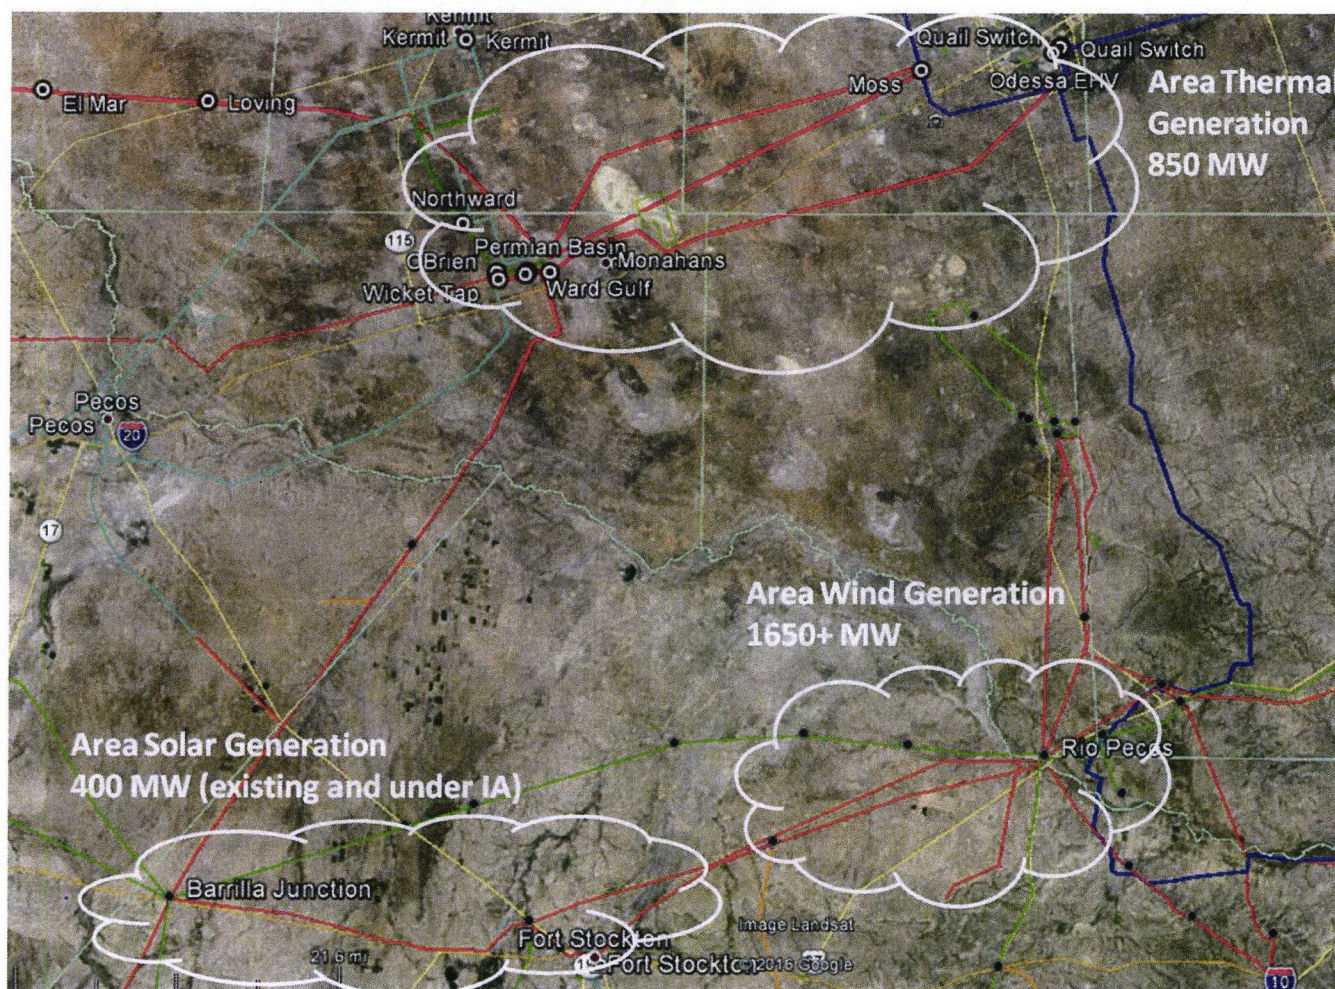 Kermit
Kermit
Kermit
Quail Switch
Quail Switch
El Mar
Loving
Moss
Odessa EHV
Area Thermal
Generation
850 MW
Northward
115
Permian Basin
OBrien
Monahans
Wicket Tap
Ward Gulf
Pecos
Pecos
20
17
Area Wind Generation
1650+ MW
Area Solar Generation
400 MW (existing and under IA)
Rio Pecos
Barrilla Junction
Image Landsat
Fort Stockton
21.6 mi
Fort Stockton
2016 Google
10